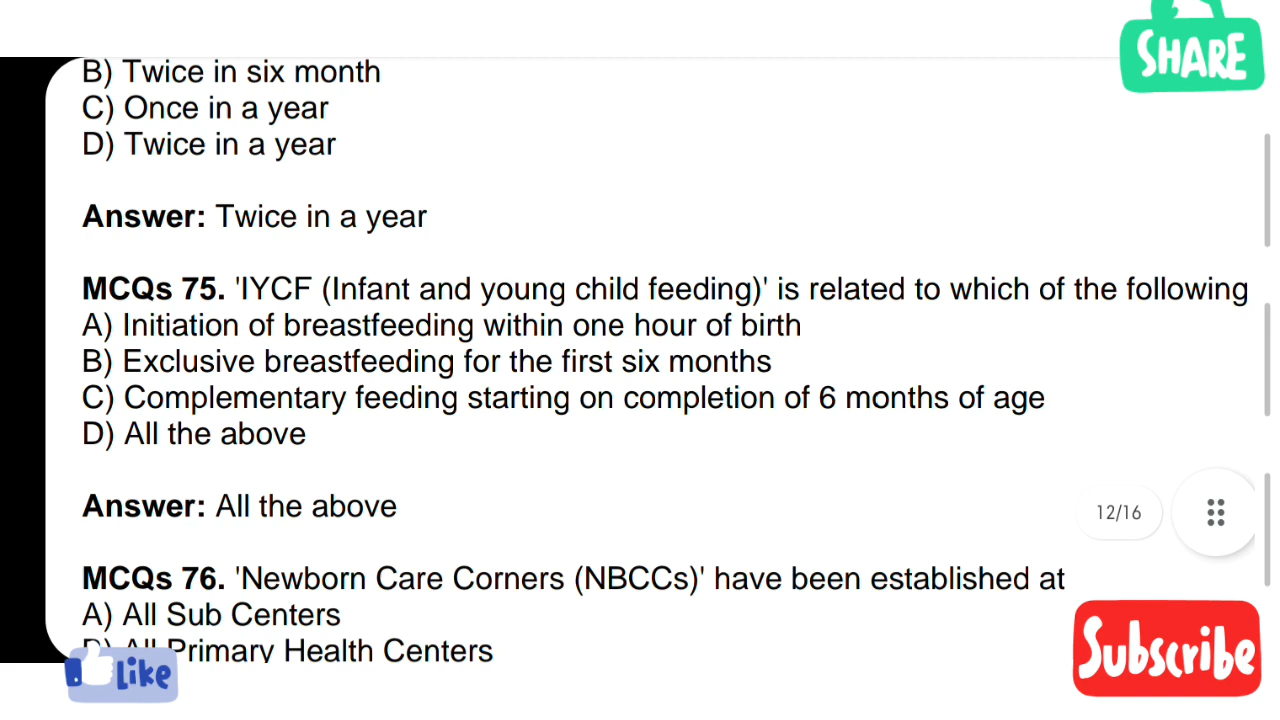 SHARE
B) Twice in six month
C) Once in a year
D) Twice in a year
Answer: Twice in a year
MCQs 75. 'IYCF (Infant and young child feeding)' is related to which of the following
A) Initiation of breastfeeding within one hour of birth
B) Exclusive breastfeeding for the first six months
C) Complementary feeding starting on completion of 6 months of age
D) All the above
Answer: All the above
12/16
MCQs 76. 'Newborn Care Corners (NBCCs)' have been established at
A) All Sub Centers
B) All Primary Health Centers
Like
Subscribe